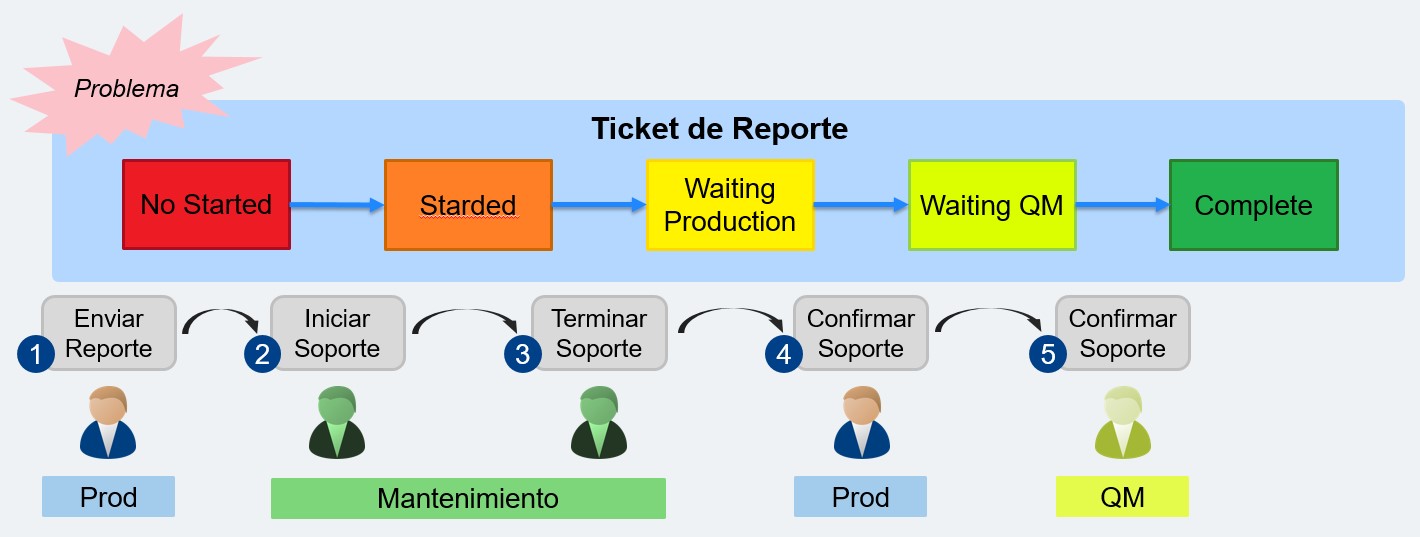 Problema
Ticket de Reporte
No Started
Starded
Waiting
Production
Waiting QM
Complete
Enviar
Reporte
1
Iniciar
Soporte
2
Terminar
Soporte
3
Confirmar
Soporte
4
Confirmar
Soporte
5
Prod
Mantenimiento
Prod
QM